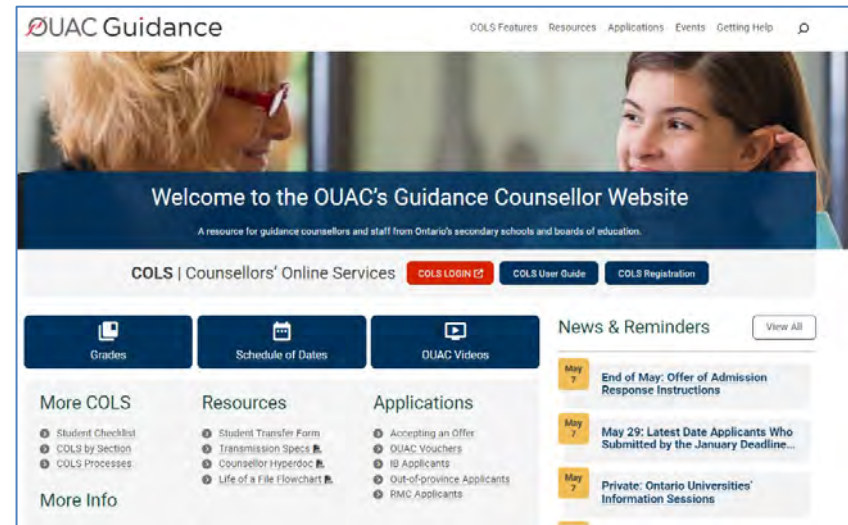 OUAC Guidance
COLS Features Resources Applications Events Getting Help
Welcome to the OUAC's Guidance Counsellor Website
A resource for guidance counsellors and staff from Ontario's secondary schools and boards of education.
COLS | Counsellors' Online Services COLS LOGIN COLS User Guide COLS Registration
Grades
Schedule of Dates
OUAC Videos
More COLS
Student Checklist
COLS by Section
COLS Processes
More Info
Resources
Student Transfer Form
Transmission Specs
Counsellor Hyperdoc
Life of a File Flowchart
Applications
Accepting an Offer
OUAC Vouchers
IB Applicants
Out-of-province Applicants
RMC Applicants
News & Reminders View All
May
7
End of May: Offer of Admission
Response Instructions
May
7
May 29: Latest Date Applicants Who
Submitted by the January Deadline...
May
7
Private: Ontario Universities'
Information Sessions